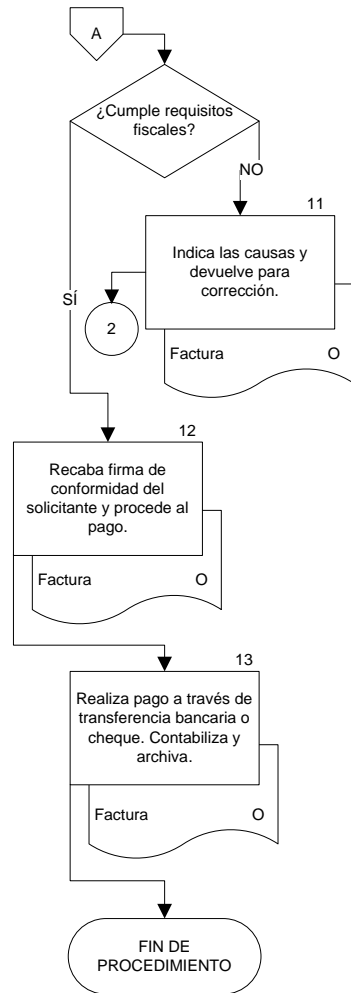 A
¿Cumple requisitos
fiscales?
NO
11
Indica las causas y
devuelve para
corrección.
SÍ
2
Factura O
12
Recaba firma de
conformidad del
solicitante y procede al
pago.
Factura O
13
Realiza pago a través de
transferencia bancaria o
cheque. Contabiliza y
archiva.
Factura O
FIN DE
PROCEDIMIENTO